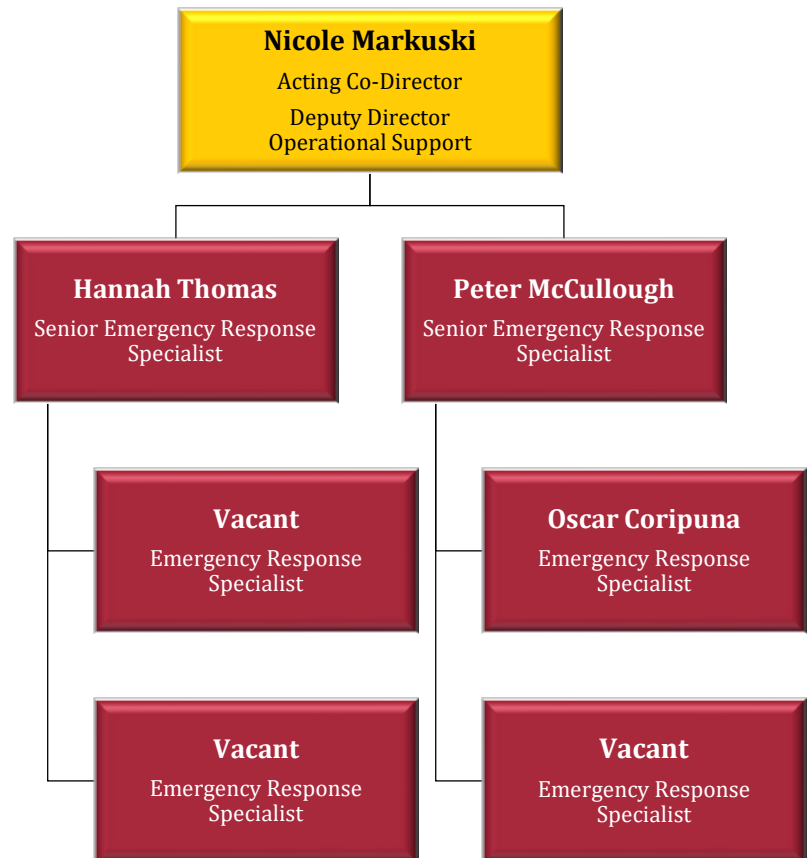 Nicole Markuski
Acting Co-Director
Deputy Director
Operational Support
Hannah Thomas
Senior Emergency Response
Specialist
Peter McCullough
Senior Emergency Response
Specialist
Vacant
Emergency Response
Specialist
Oscar Coripuna
Emergency Response
Specialist
Vacant
Emergency Response
Specialist
Vacant
Emergency Response
Specialist